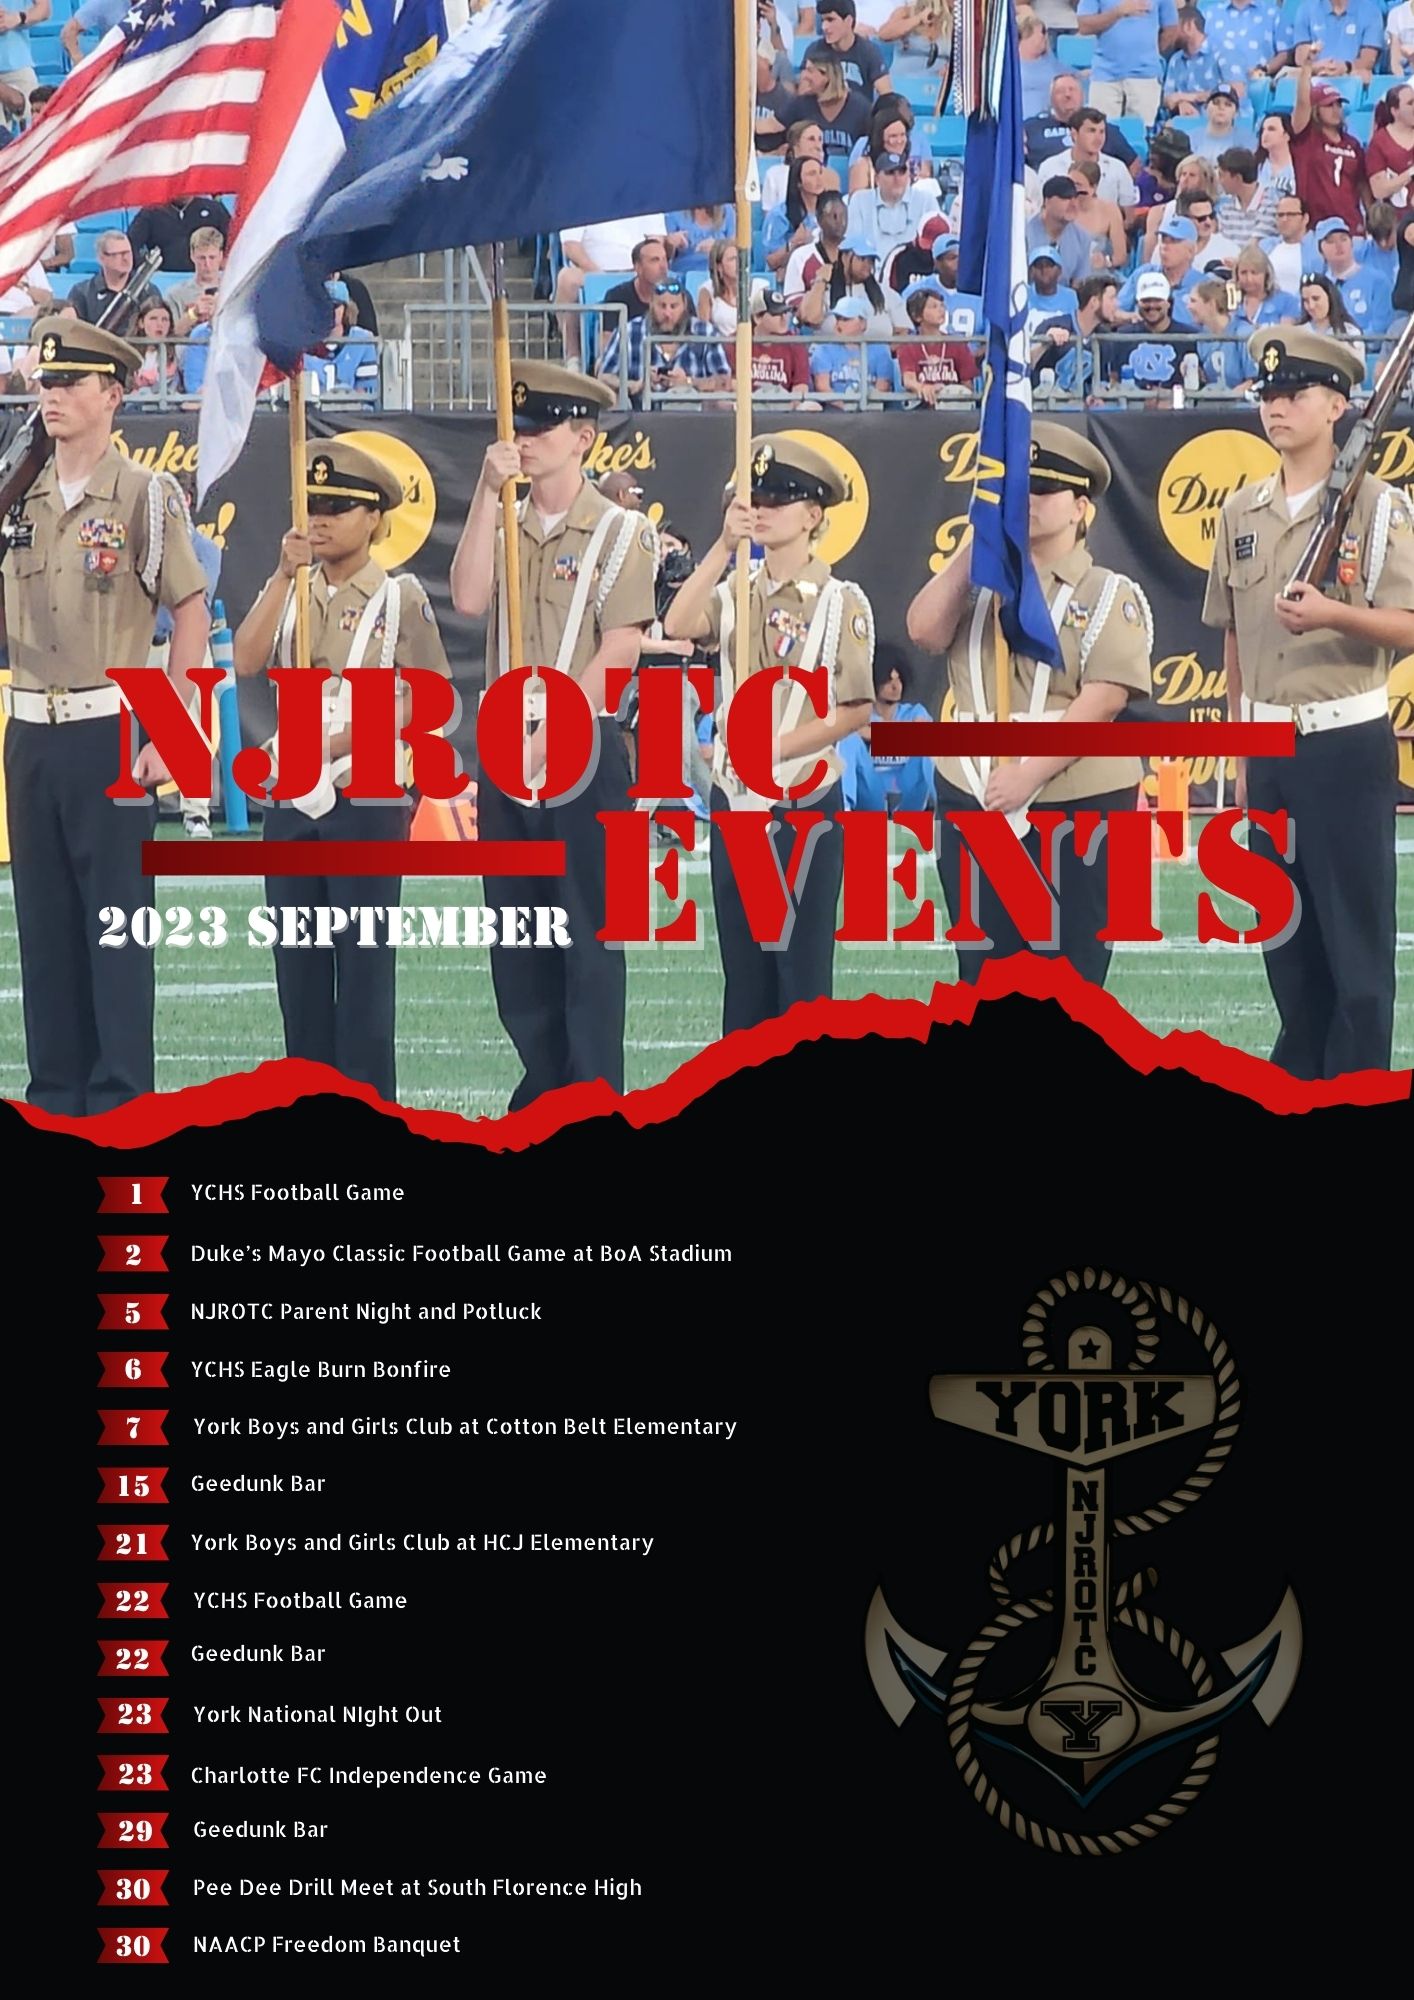 NJROTC
EVENTS
2023 SEPTEMBER
1 YCHS Football Game
2 Duke's Mayo Classic Football Game at BoA Stadium
5 NJROTC Parent Night and Potluck
6 YCHS Eagle Burn Bonfire
7 York Boys and Girls Club at Cotton Belt Elementary
15 Geedunk Bar
21 York Boys and Girls Club at HCJ Elementary
22 YCHS Football Game
22 Geedunk Bar
23 York National NIght Out
23 Charlotte FC Independence Game
29 Geedunk Bar
30 Pee Dee Drill Meet at South Florence High
30 NAACP Freedom Banquet
YORK
NJROTC
Y